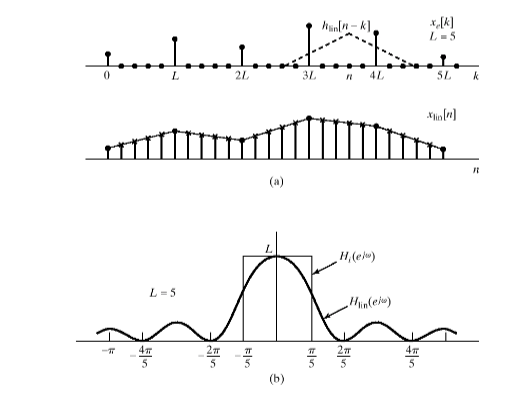 h_lin[n – k]
x_e[k]
L = 5
0 L 2L 3L n 4L 5L k
x_lin[n]
n
(a)
L
H_i(e^jω)
L = 5
H_lin(e^jω)
–π –4π/5 –2π/5 –π/5 π/5 2π/5 4π/5
(b)